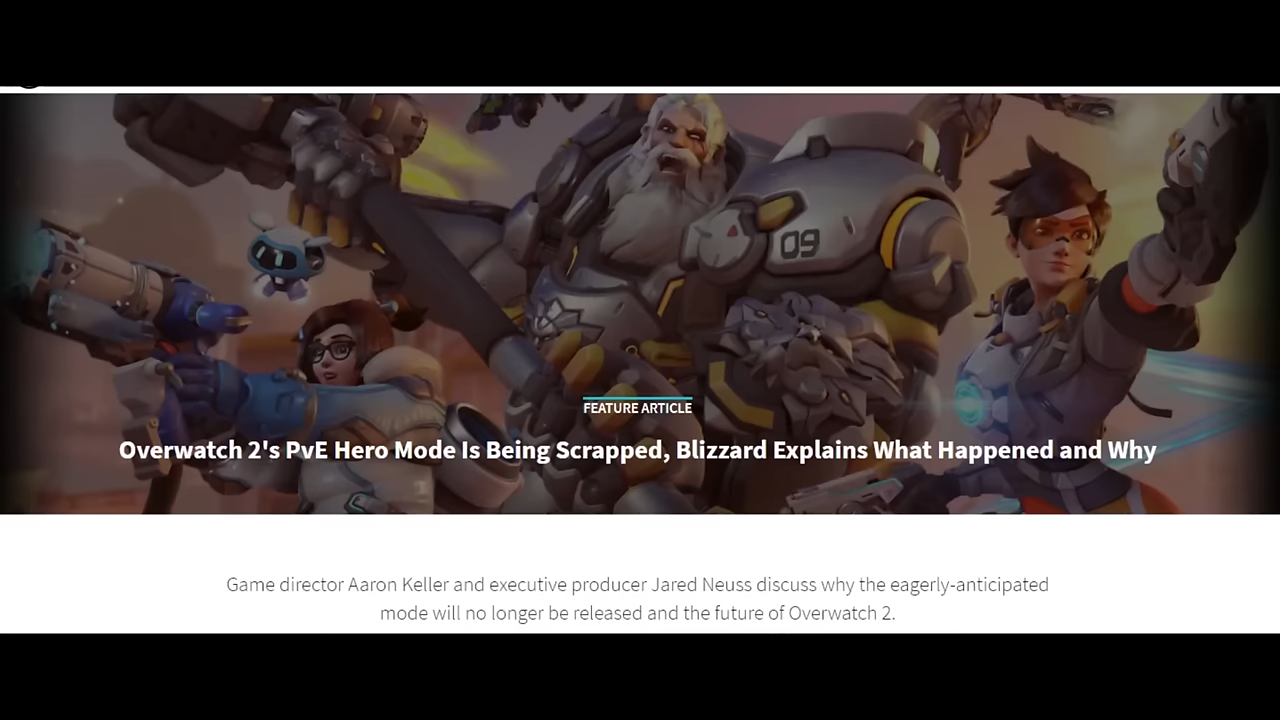 09
FEATURE ARTICLE
Overwatch 2's PvE Hero Mode Is Being Scrapped, Blizzard Explains What Happened and Why
Game director Aaron Keller and executive producer Jared Neuss discuss why the eagerly-anticipated
mode will no longer be released and the future of Overwatch 2.